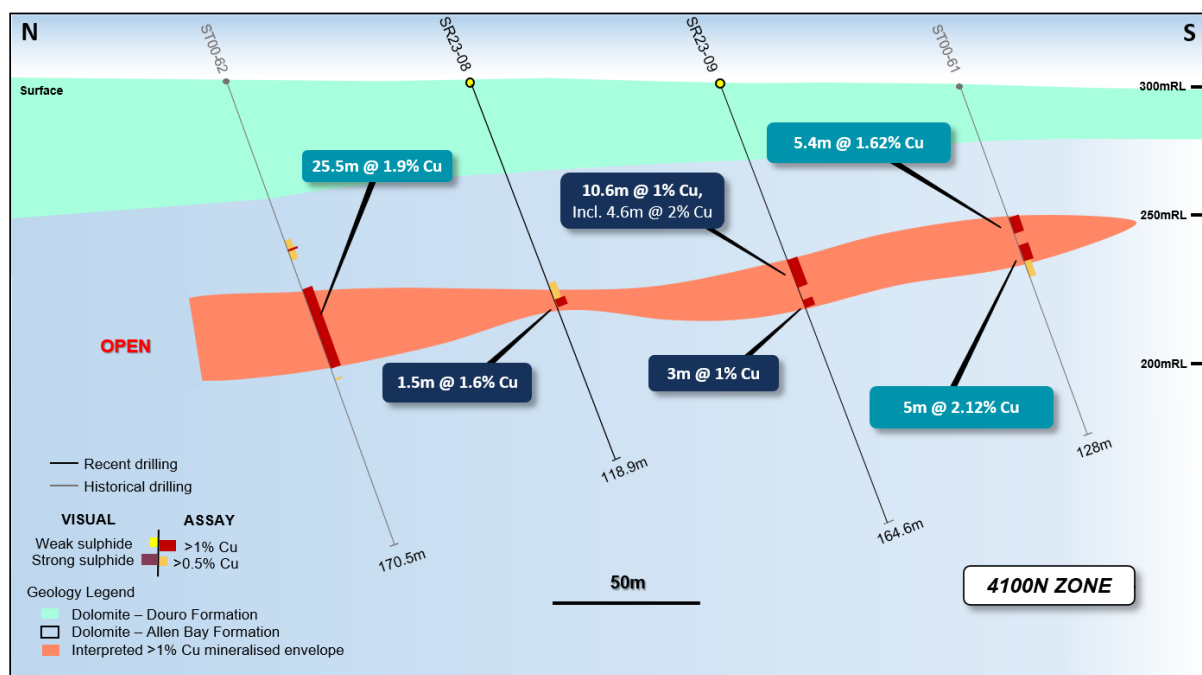 N
S
ST00-62
SR23-08
SR23-09
ST00-61
Surface
300mRL
5.4m @ 1.62% Cu
25.5m @ 1.9% Cu
10.6m @ 1% Cu,
Incl. 4.6m @ 2% Cu
250mRL
OPEN
200mRL
1.5m @ 1.6% Cu
3m @ 1% Cu
5m @ 2.12% Cu
128m
118.9m
164.6m
170.5m
Recent drilling
Historical drilling
VISUAL ASSAY
Weak sulphide >1% Cu
Strong sulphide >0.5% Cu
50m
4100N ZONE
Geology Legend
Dolomite – Douro Formation
Dolomite – Allen Bay Formation
Interpreted >1% Cu mineralised envelope